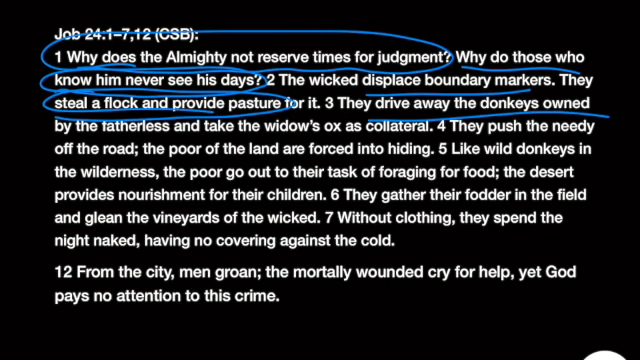 Job 24:1–7,12 (CSB):
1 Why does the Almighty not reserve times for judgment? Why do those who
know him never see his days? 2 The wicked displace boundary markers. They
steal a flock and provide pasture for it. 3 They drive away the donkeys owned
by the fatherless and take the widow's ox as collateral. 4 They push the needy
off the road; the poor of the land are forced into hiding. 5 Like wild donkeys in
the wilderness, the poor go out to their task of foraging for food; the desert
provides nourishment for their children. 6 They gather their fodder in the field
and glean the vineyards of the wicked. 7 Without clothing, they spend the
night naked, having no covering against the cold.
12 From the city, men groan; the mortally wounded cry for help, yet God
pays no attention to this crime.